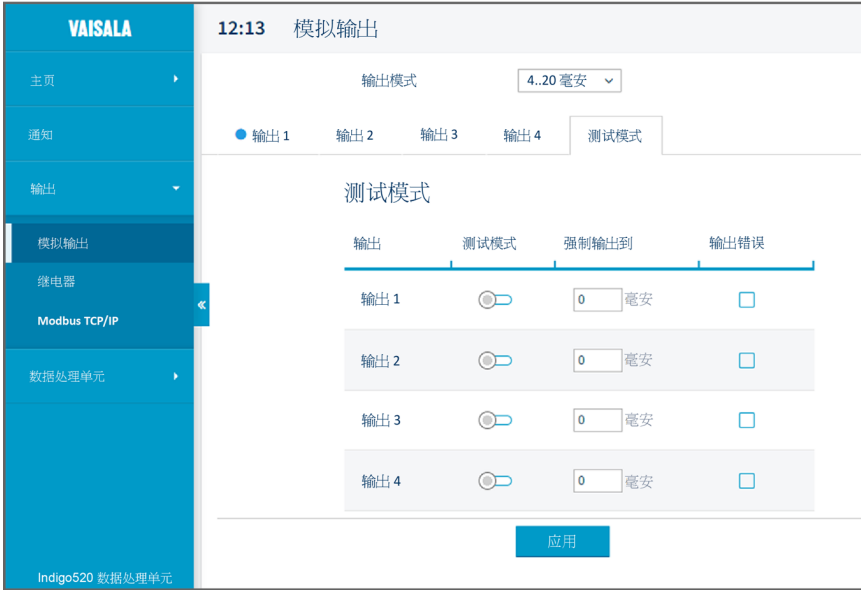 VAISALA
12:13 模拟输出
主页
通知
输出
模拟输出
继电器
Modbus TCP/IP
数据处理单元
Indigo520 数据处理单元
输出模式 4..20 毫安
输出 1 输出 2 输出 3 输出 4 测试模式
测试模式
输出 测试模式 强制输出到 输出错误
输出 1 0 毫安
输出 2 0 毫安
输出 3 0 毫安
输出 4 0 毫安
应用